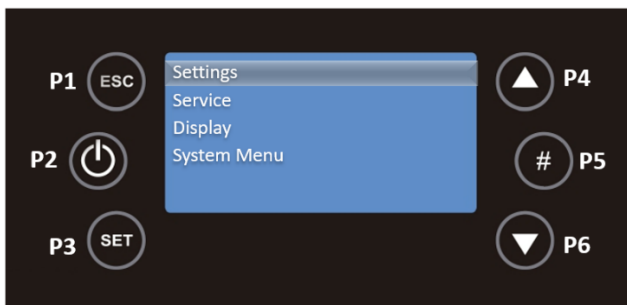 P1 ESC
Settings
P4
Service
Display
P2
# P5
System Menu
P3 SET
P6